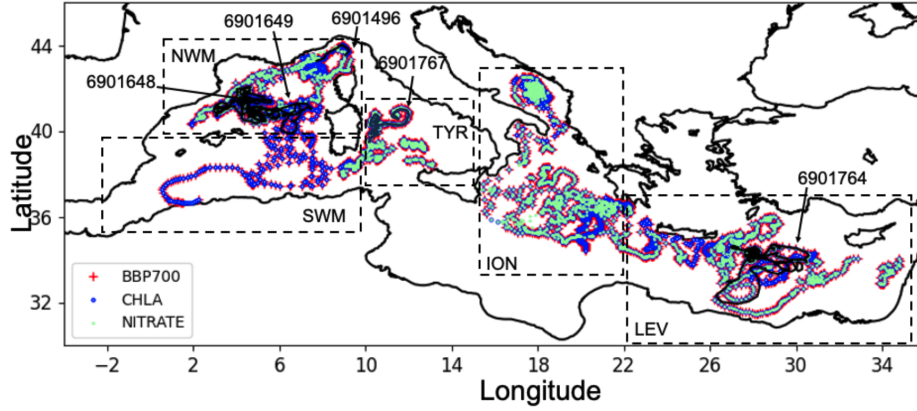 6901649
6901496
44
NWM
6901648
6901767
40
TYR
Latitude
6901764
36
SWM
ION
BBP700
CHLA
32
NITRATE
LEV
−2 2 6 10 14 18 22 26 30 34
Longitude